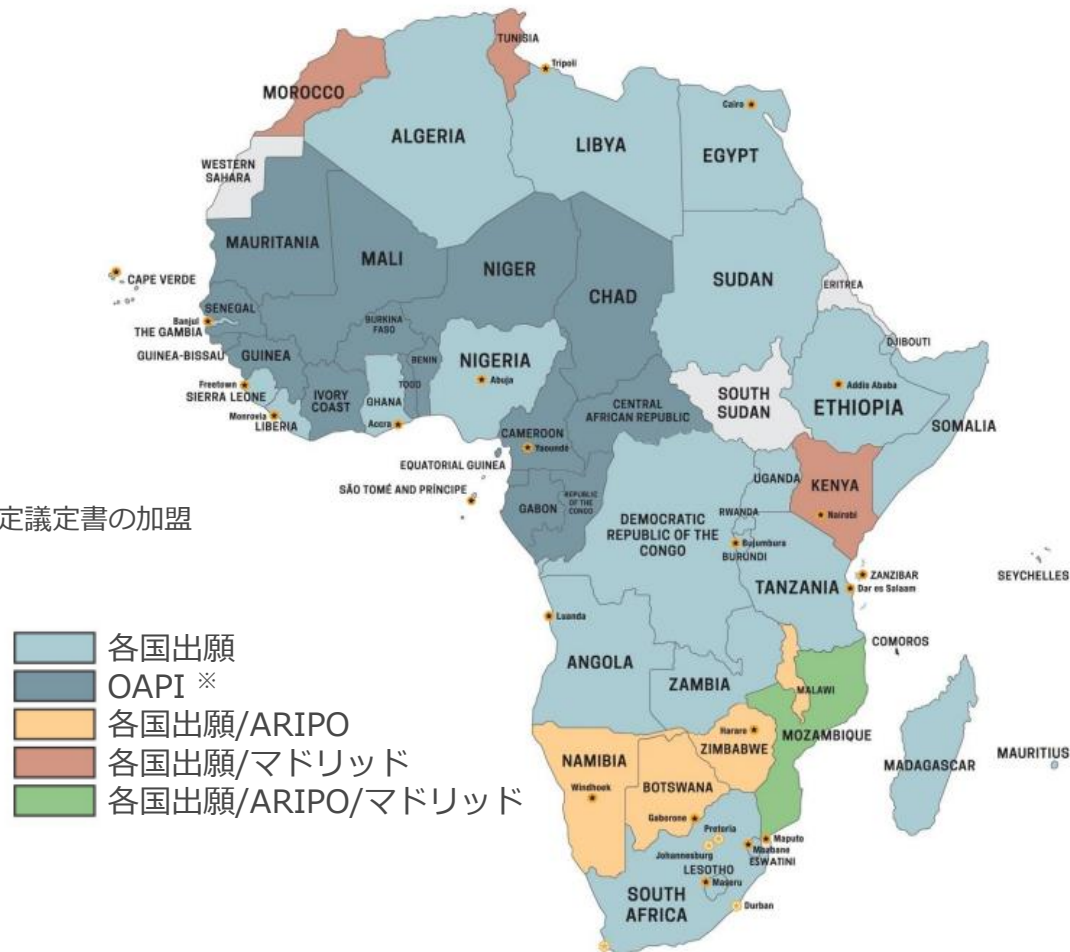 TUNISIA
Tripoli
MOROCCO
Cairo
ALGERIA
LIBYA
EGYPT
WESTERN
SAHARA
MAURITANIA
MALI
NIGER
CHAD
SUDAN
ERITREA
CAPE VERDE
SENEGAL
Banjul
THE GAMBIA
BURKINA
FASO
DJIBOUTI
GUINEA-BISSAU
GUINEA
BENIN
NIGERIA
Abuja
Addis Ababa
Freetown
SIERRA LEONE
IVORY
COAST
GHANA
TOGO
CENTRAL
AFRICAN REPUBLIC
SOUTH
SUDAN
ETHIOPIA
Monrovia
LIBERIA
Accra
CAMEROON
Yaoundé
SOMALIA
EQUATORIAL GUINEA
UGANDA
KENYA
SÃO TOMÉ AND PRÍNCIPE
GABON
REPUBLIC
OF THE
CONGO
定議定書の加盟
DEMOCRATIC
REPUBLIC OF THE
CONGO
RWANDA
Nairobi
Bujumbura
BURUNDI
TANZANIA
ZANZIBAR
Dar es Salaam
SEYCHELLES
Luanda
COMOROS
各国出願
OAPI ※
各国出願/ARIPO
各国出願/マドリッド
各国出願/ARIPO/マドリッド
ANGOLA
ZAMBIA
MALAWI
MOZAMBIQUE
Harare
ZIMBABWE
NAMIBIA
Windhoek
BOTSWANA
Gaborone
MADAGASCAR
MAURITIUS
Pretoria
Johannesburg
Maputo
Mbabane
ESWATINI
LESOTHO
Maseru
SOUTH
AFRICA
Durban